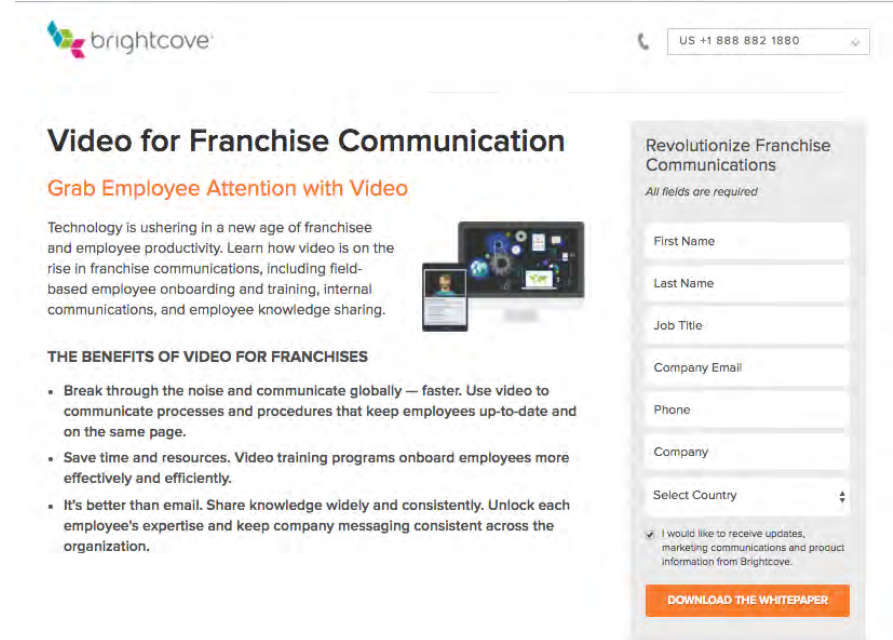 brightcove
US +1 888 882 1880
Video for Franchise Communication
Grab Employee Attention with Video
Technology is ushering in a new age of franchisee
and employee productivity. Learn how video is on the
rise in franchise communications, including field-
based employee onboarding and training, internal
communications, and employee knowledge sharing.
THE BENEFITS OF VIDEO FOR FRANCHISES
• Break through the noise and communicate globally — faster. Use video to
communicate processes and procedures that keep employees up-to-date and
on the same page.
• Save time and resources. Video training programs onboard employees more
effectively and efficiently.
• It's better than email. Share knowledge widely and consistently. Unlock each
employee's expertise and keep company messaging consistent across the
organization.
Revolutionize Franchise
Communications
All fields are required
First Name
Last Name
Job Title
Company Email
Phone
Company
Select Country
I would like to receive updates,
marketing communications and product
information from Brightcove.
DOWNLOAD THE WHITEPAPER